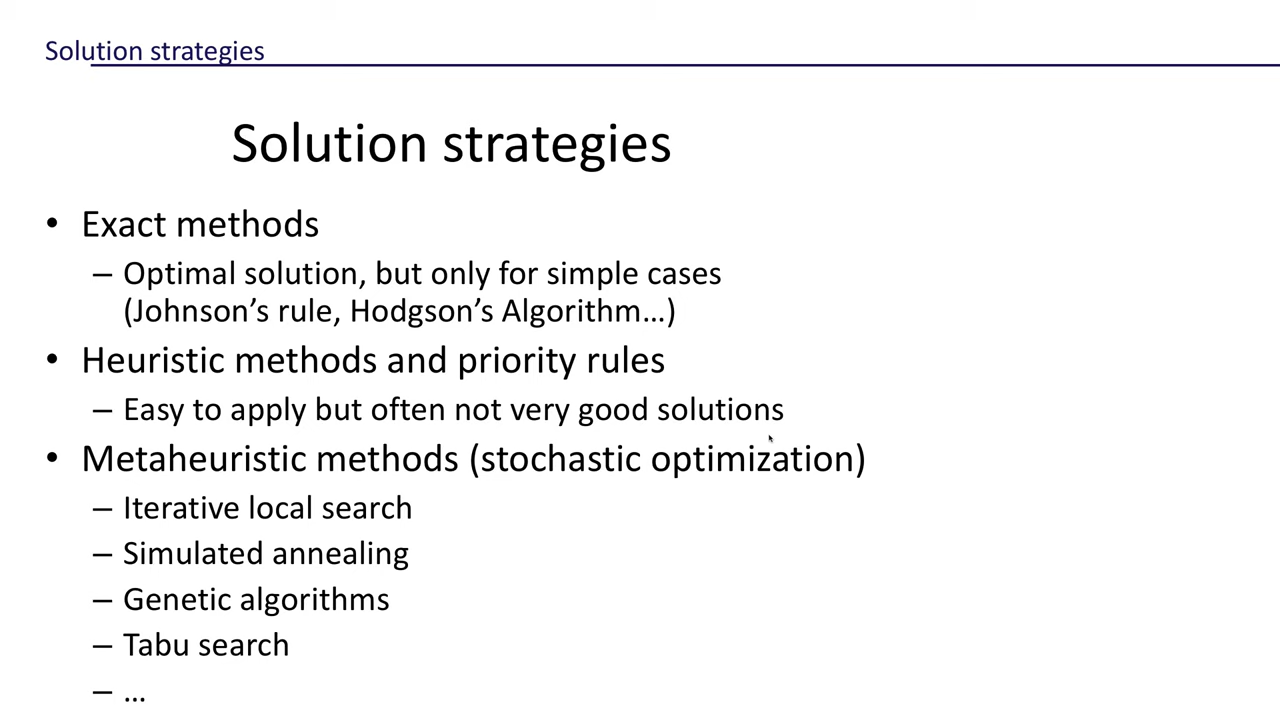 Solution strategies
Solution strategies
• Exact methods
– Optimal solution, but only for simple cases
(Johnson’s rule, Hodgson’s Algorithm…)
• Heuristic methods and priority rules
– Easy to apply but often not very good solutions
• Metaheuristic methods (stochastic optimization)
– Iterative local search
– Simulated annealing
– Genetic algorithms
– Tabu search
– …